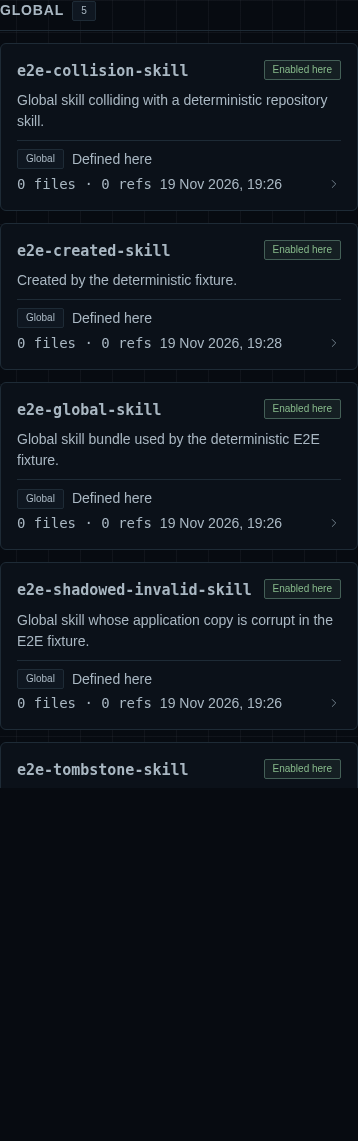 GLOBAL 5
e2e-collision-skill Enabled here
Global skill colliding with a deterministic repository
skill.
Global Defined here
0 files · 0 refs 19 Nov 2026, 19:26
e2e-created-skill Enabled here
Created by the deterministic fixture.
Global Defined here
0 files · 0 refs 19 Nov 2026, 19:28
e2e-global-skill Enabled here
Global skill bundle used by the deterministic E2E
fixture.
Global Defined here
0 files · 0 refs 19 Nov 2026, 19:26
e2e-shadowed-invalid-skill Enabled here
Global skill whose application copy is corrupt in the
E2E fixture.
Global Defined here
0 files · 0 refs 19 Nov 2026, 19:26
e2e-tombstone-skill Enabled here